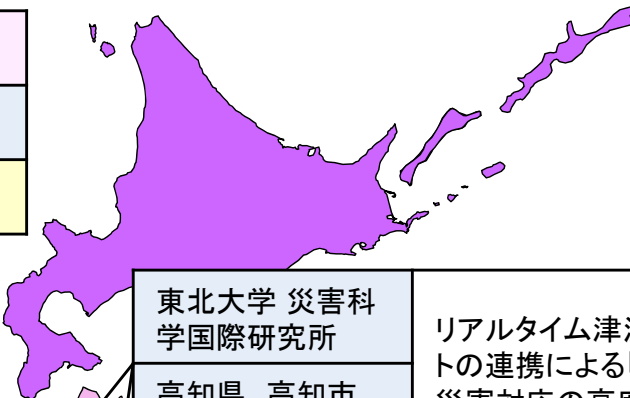 東北大学 災害科
学国際研究所
リアルタイム津
トの連携による
高知県 高知市